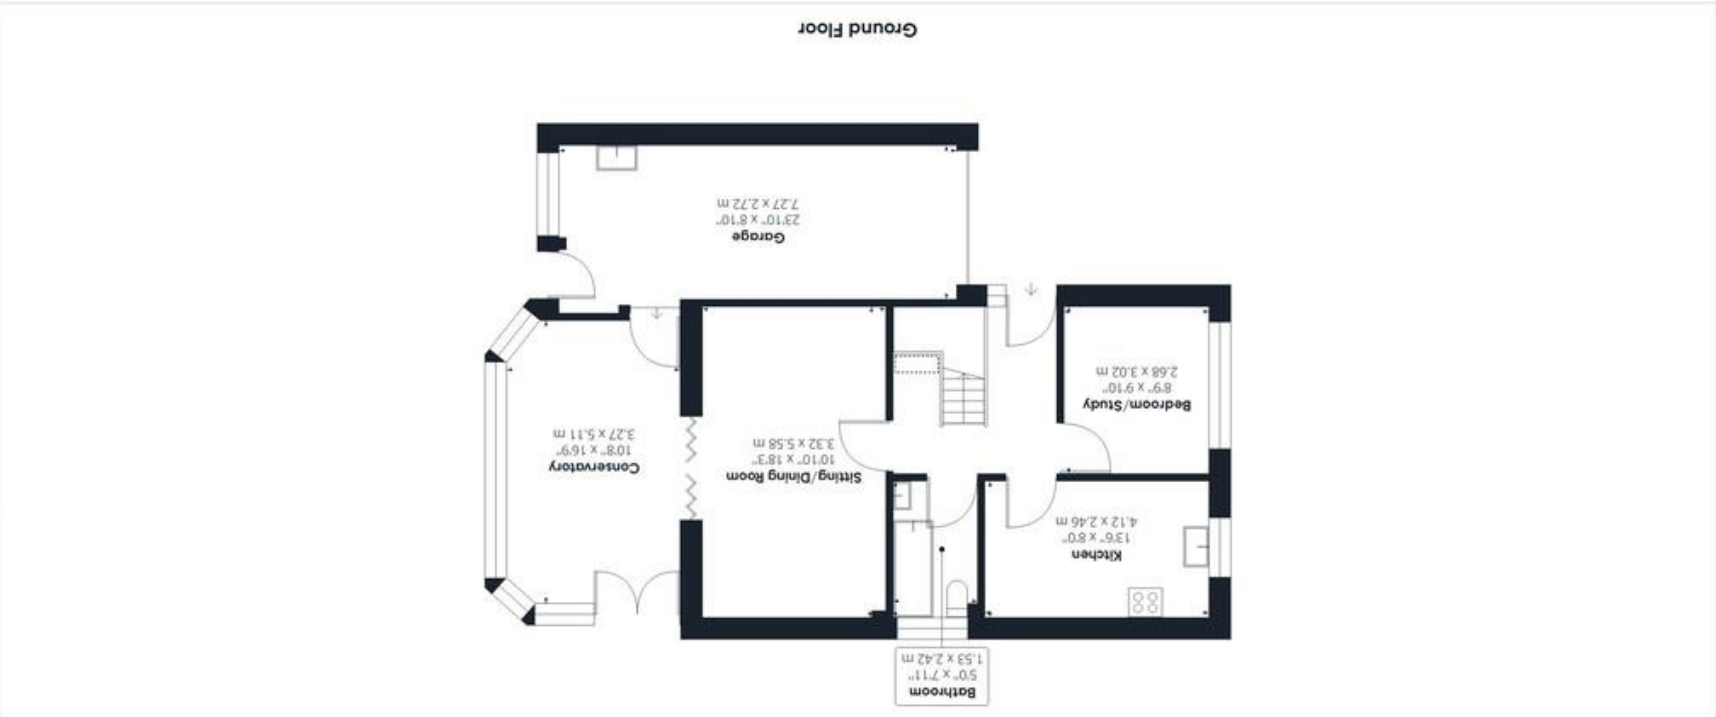 Bathroom
5'0" x 7'11"
1.53 x 2.42 m
Kitchen
13'6" x 8'0"
4.12 x 2.46 m
Sitting/Dining Room
10'10" x 18'3"
3.32 x 5.58 m
Conservatory
10'8" x 16'9"
3.27 x 5.11 m
Bedroom/Study
8'9" x 9'10"
2.68 x 3.02 m
Garage
23'10" x 8'10"
7.27 x 2.72 m
Ground Floor